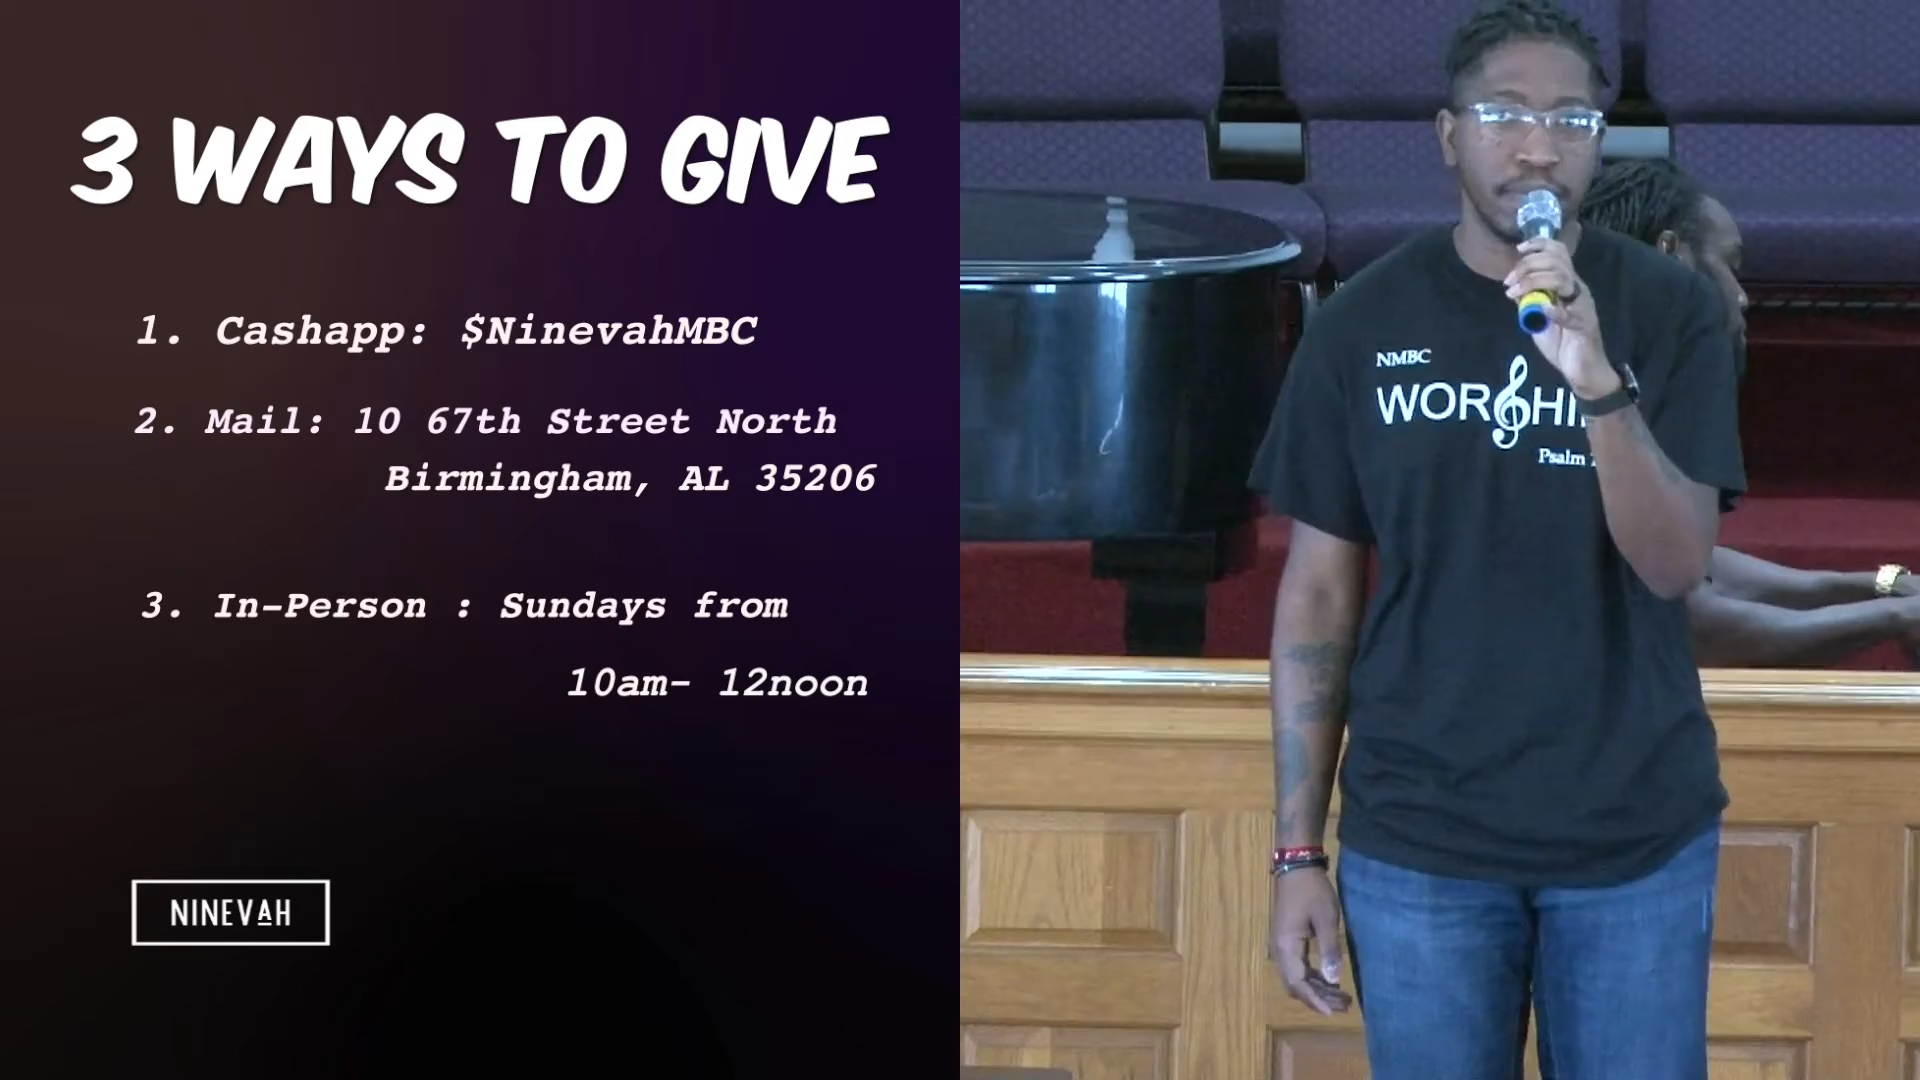 3 WAYS TO GIVE
1. Cashapp: $NinevahMBC
2. Mail: 10 67th Street North
Birmingham, AL 35206
3. In-Person : Sundays from
10am- 12noon
NINEVAH
NMBC
Psalm